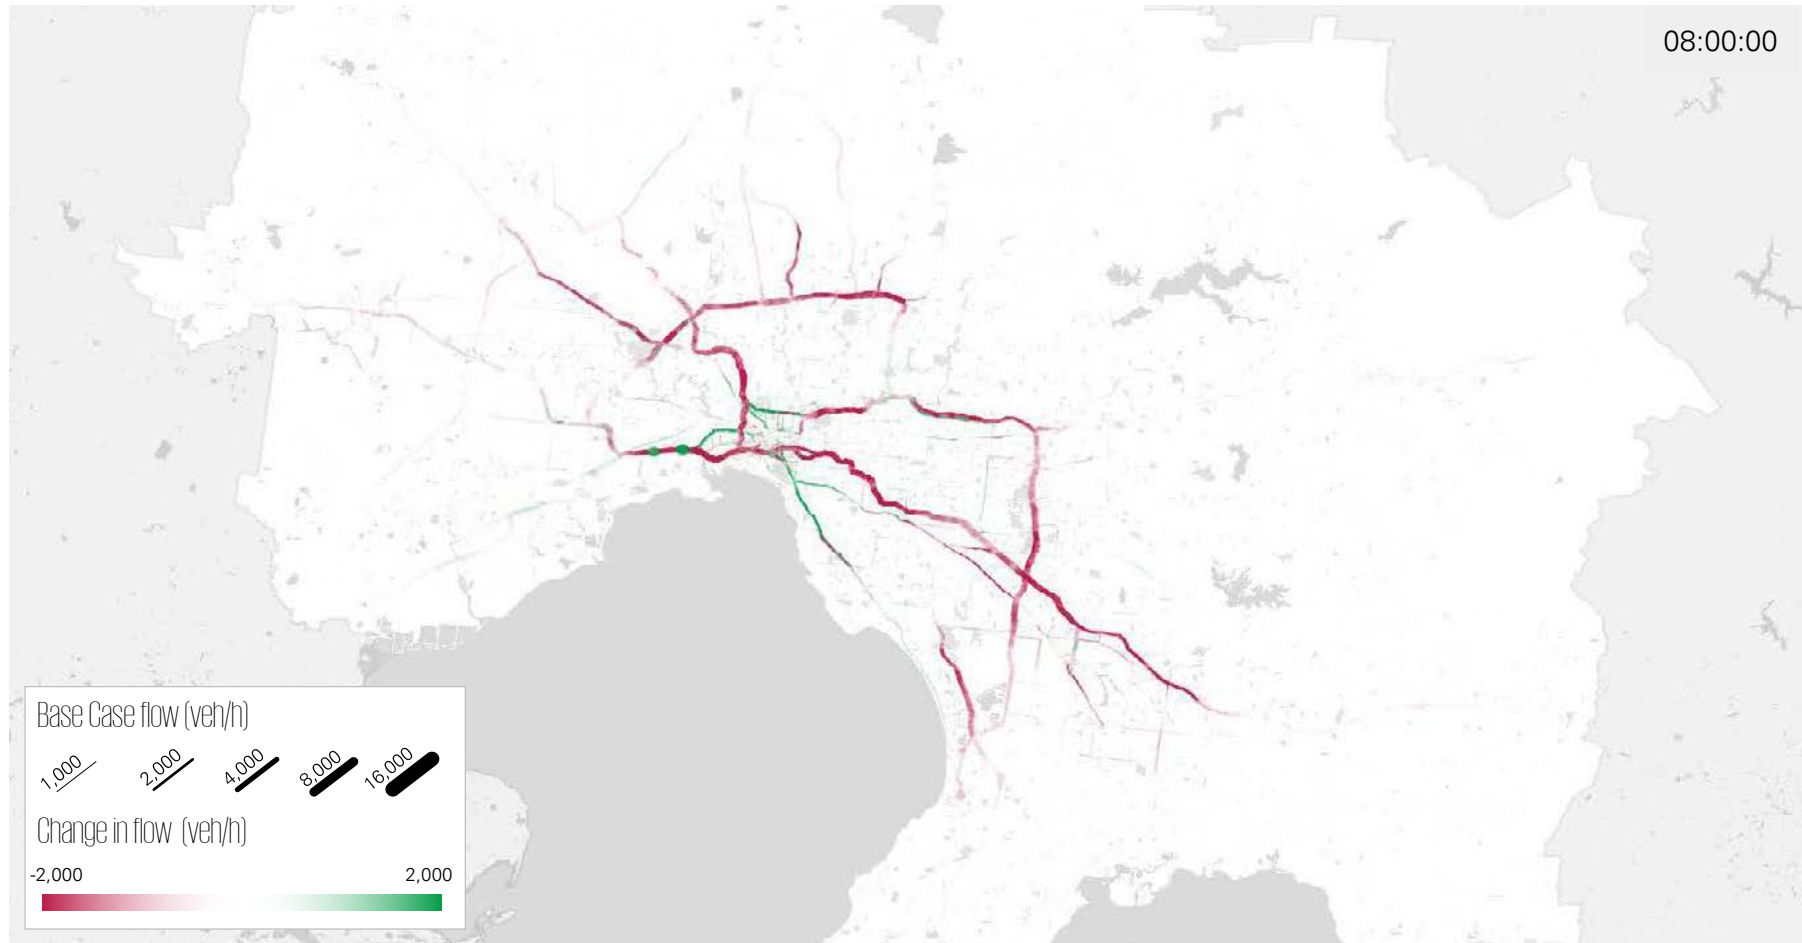 08:00:00
Base Case flow (veh/h)
1,000 2,000 4,000 8,000 16,000
Change in flow (veh/h)
-2,000 2,000